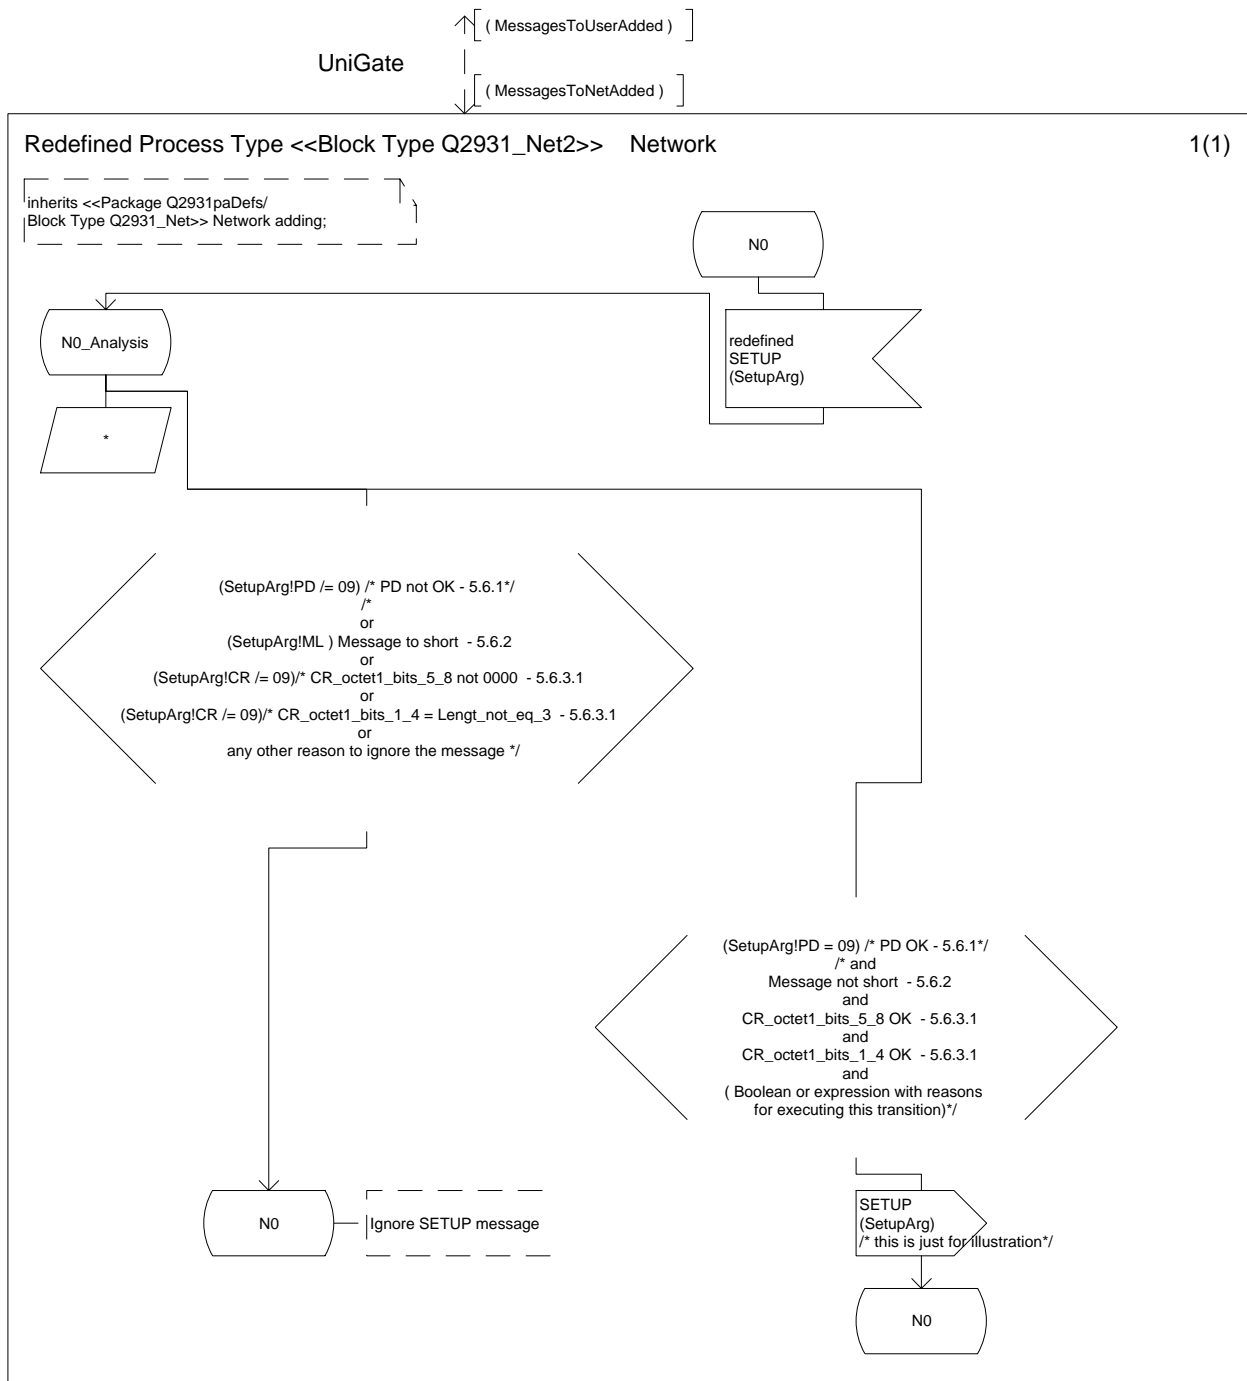 ( MessagesToUserAdded )
UniGate
( MessagesToNetAdded )
Redefined Process Type <<Block Type Q2931_Net2>> Network 1(1)
inherits <<Package Q2931paDefs/
Block Type Q2931_Net>> Network adding;
N0
N0_Analysis
redefined
SETUP
(SetupArg)
*
(SetupArg!PD /= 09) /* PD not OK - 5.6.1*/
/*
or
(SetupArg!ML ) Message to short - 5.6.2
or
(SetupArg!CR /= 09)/* CR_octet1_bits_5_8 not 0000 - 5.6.3.1
or
(SetupArg!CR /= 09)/* CR_octet1_bits_1_4 = Lengt_not_eq_3 - 5.6.3.1
or
any other reason to ignore the message */
(SetupArg!PD = 09) /* PD OK - 5.6.1*/
/* and
Message not short - 5.6.2
and
CR_octet1_bits_5_8 OK - 5.6.3.1
and
CR_octet1_bits_1_4 OK - 5.6.3.1
and
( Boolean or expression with reasons
for executing this transition)*/
N0
Ignore SETUP message
SETUP
(SetupArg)
/* this is just for illustration*/
N0